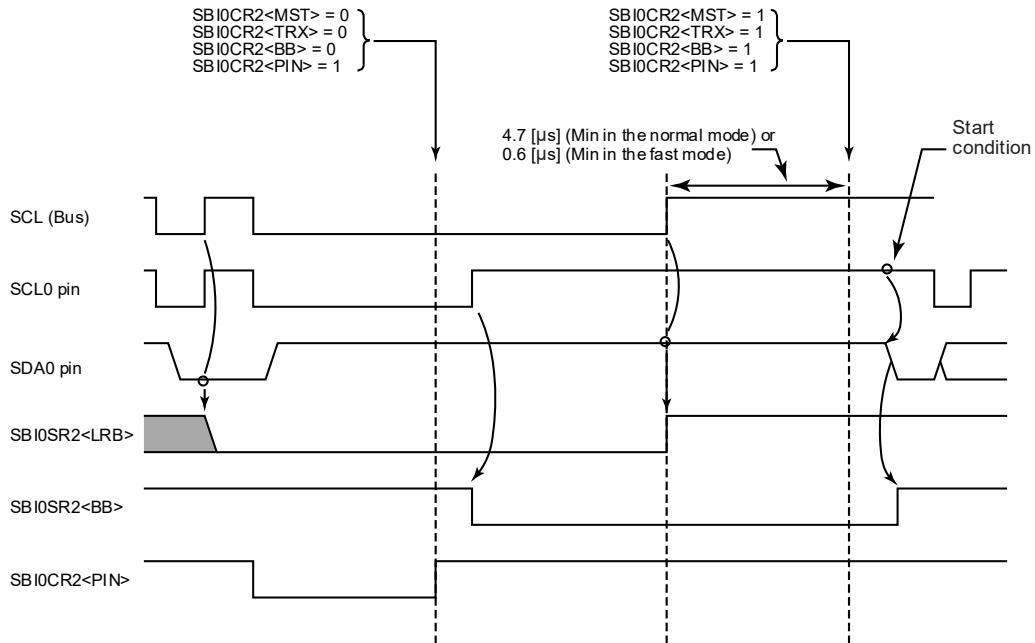 SBI0CR2<MST> = 0
SBI0CR2<TRX> = 0
SBI0CR2<BB> = 0
SBI0CR2<PIN> = 1
SBI0CR2<MST> = 1
SBI0CR2<TRX> = 1
SBI0CR2<BB> = 1
SBI0CR2<PIN> = 1
4.7 [µs] (Min in the normal mode) or
0.6 [µs] (Min in the fast mode)
Start
condition
SCL (Bus)
SCL0 pin
SDA0 pin
SBI0SR2<LRB>
SBI0SR2<BB>
SBI0CR2<PIN>